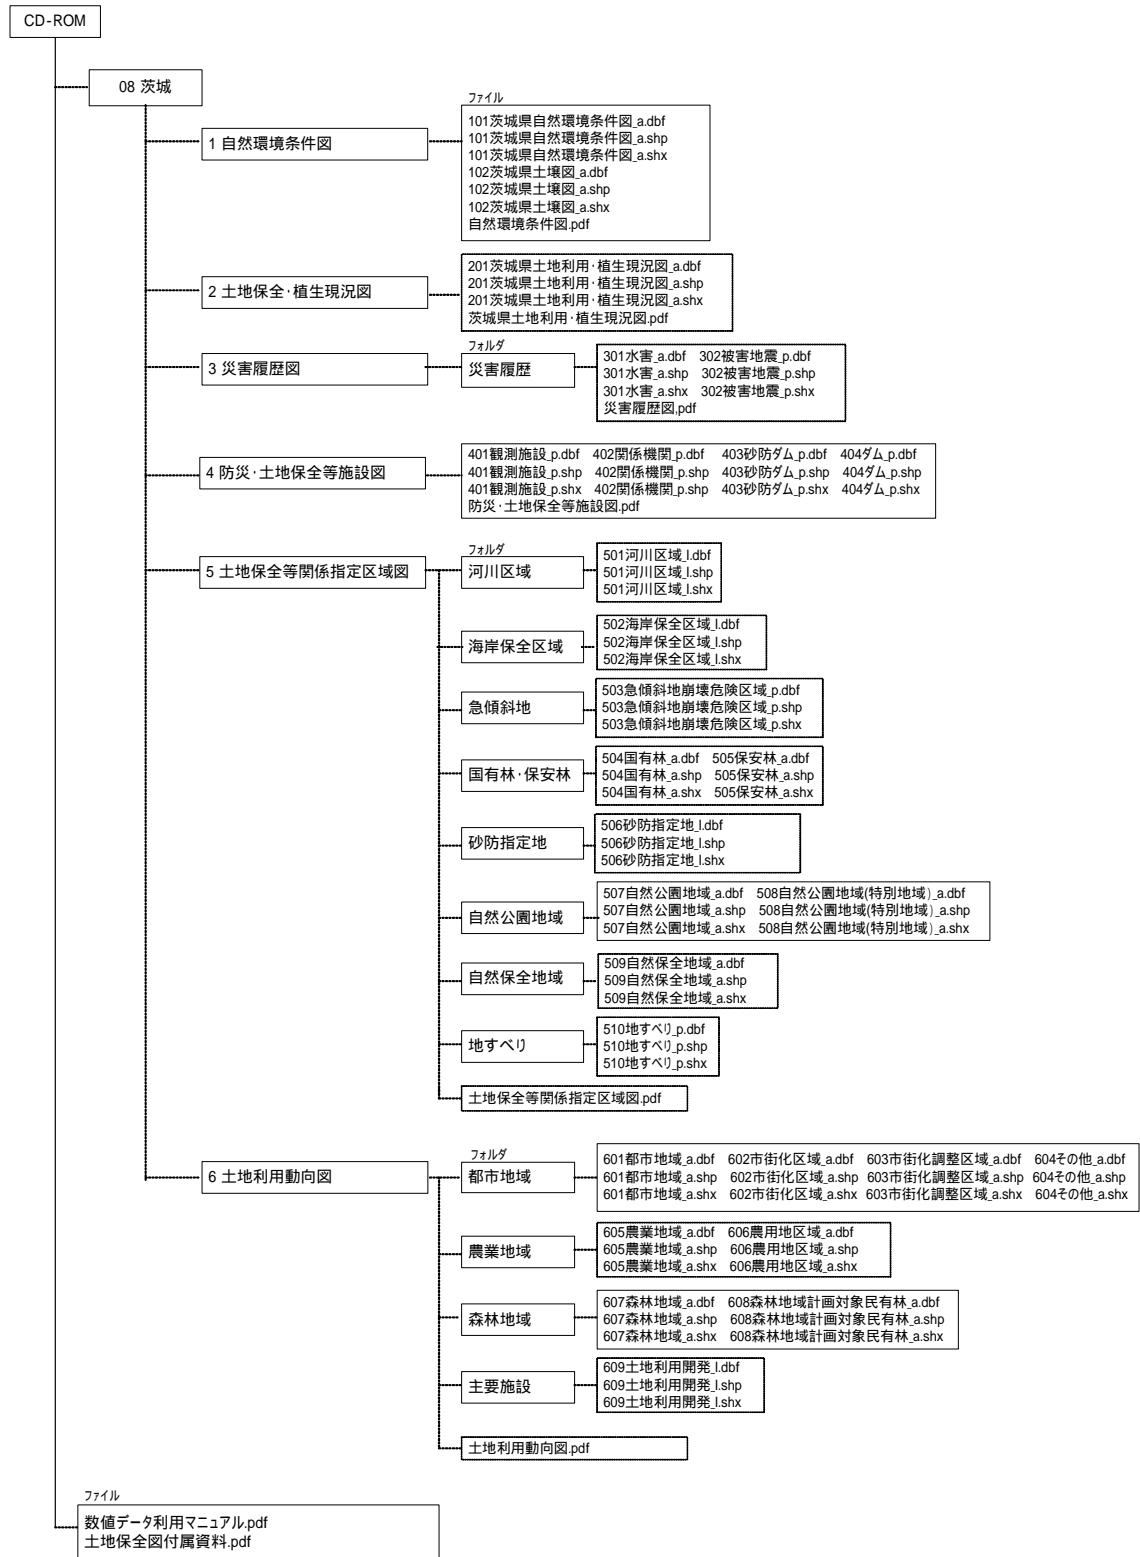 CD-ROM
08 茨城
1 自然環境条件図
ファイル
101茨城県自然環境条件図_a.dbf
101茨城県自然環境条件図_a.shp
101茨城県自然環境条件図_a.shx
102茨城県土壌図_a.dbf
102茨城県土壌図_a.shp
102茨城県土壌図_a.shx
自然環境条件図.pdf
2 土地保全・植生現況図
201茨城県土地利用・植生現況図_a.dbf
201茨城県土地利用・植生現況図_a.shp
201茨城県土地利用・植生現況図_a.shx
茨城県土地利用・植生現況図.pdf
3 災害履歴図
フォルダ
災害履歴
301水害_a.dbf 302被害地震_p.dbf
301水害_a.shp 302被害地震_p.shp
301水害_a.shx 302被害地震_p.shx
災害履歴図,pdf
4 防災・土地保全等施設図
401観測施設_p.dbf 402関係機関_p.dbf 403砂防ダム_p.dbf 404ダム_p.dbf
401観測施設_p.shp 402関係機関_p.shp 403砂防ダム_p.shp 404ダム_p.shp
401観測施設_p.shx 402関係機関_p.shp 403砂防ダム_p.shx 404ダム_p.shx
防災・土地保全等施設図.pdf
5 土地保全等関係指定区域図
フォルダ
河川区域
501河川区域_l.dbf
501河川区域_l.shp
501河川区域_l.shx
海岸保全区域
502海岸保全区域_l.dbf
502海岸保全区域_l.shp
502海岸保全区域_l.shx
急傾斜地
503急傾斜地崩壊危険区域_p.dbf
503急傾斜地崩壊危険区域_p.shp
503急傾斜地崩壊危険区域_p.shx
国有林・保安林
504国有林_a.dbf 505保安林_a.dbf
504国有林_a.shp 505保安林_a.shp
504国有林_a.shx 505保安林_a.shx
砂防指定地
506砂防指定地_l.dbf
506砂防指定地_l.shp
506砂防指定地_l.shx
自然公園地域
507自然公園地域_a.dbf 508自然公園地域(特別地域)_a.dbf
507自然公園地域_a.shp 508自然公園地域(特別地域)_a.shp
507自然公園地域_a.shx 508自然公園地域(特別地域)_a.shx
自然保全地域
509自然保全地域_a.dbf
509自然保全地域_a.shp
509自然保全地域_a.shx
地すべり
510地すべり_p.dbf
510地すべり_p.shp
510地すべり_p.shx
土地保全等関係指定区域図.pdf
6 土地利用動向図
フォルダ
都市地域
601都市地域_a.dbf 602市街化区域_a.dbf 603市街化調整区域_a.dbf 604その他_a.dbf
601都市地域_a.shp 602市街化区域_a.shp 603市街化調整区域_a.shp 604その他_a.shp
601都市地域_a.shx 602市街化区域_a.shx 603市街化調整区域_a.shx 604その他_a.shx
農業地域
605農業地域_a.dbf 606農用地区域_a.dbf
605農業地域_a.shp 606農用地区域_a.shp
605農業地域_a.shx 606農用地区域_a.shx
森林地域
607森林地域_a.dbf 608森林地域計画対象民有林_a.dbf
607森林地域_a.shp 608森林地域計画対象民有林_a.shp
607森林地域_a.shx 608森林地域計画対象民有林_a.shx
主要施設
609土地利用開発_l.dbf
609土地利用開発_l.shp
609土地利用開発_l.shx
土地利用動向図.pdf
ファイル
数値データ利用マニュアル.pdf
土地保全図付属資料.pdf